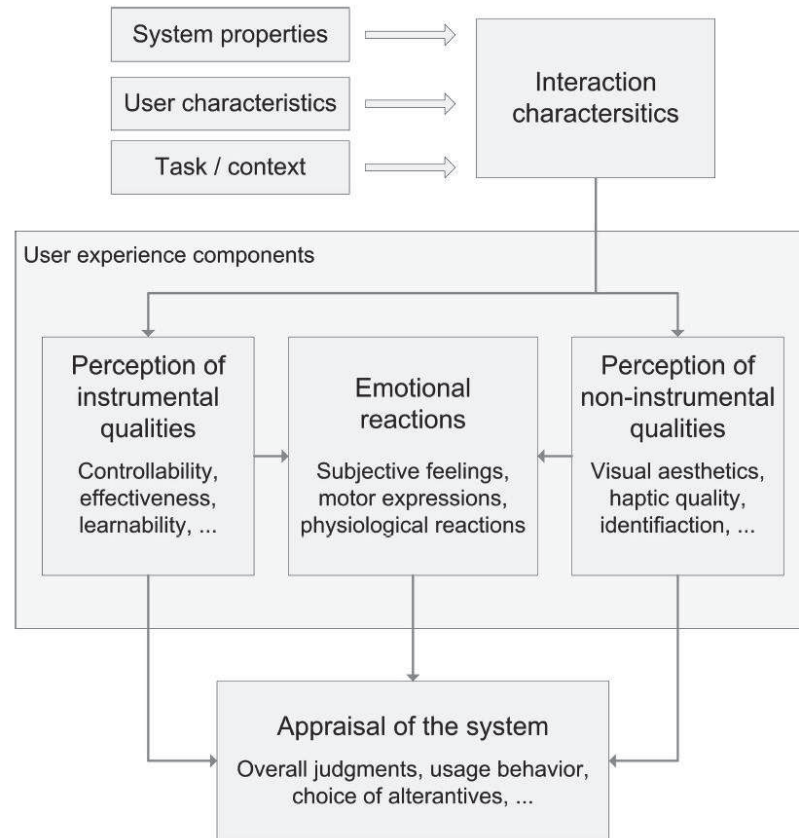 System properties
User characteristics
Task / context
Interaction
charactersitics
User experience components
Perception of
instrumental
qualities
Controllability,
effectiveness,
learnability, ...
Emotional
reactions
Subjective feelings,
motor expressions,
physiological reactions
Perception of
non-instrumental
qualities
Visual aesthetics,
haptic quality,
identifiaction, ...
Appraisal of the system
Overall judgments, usage behavior,
choice of alterantives, ...